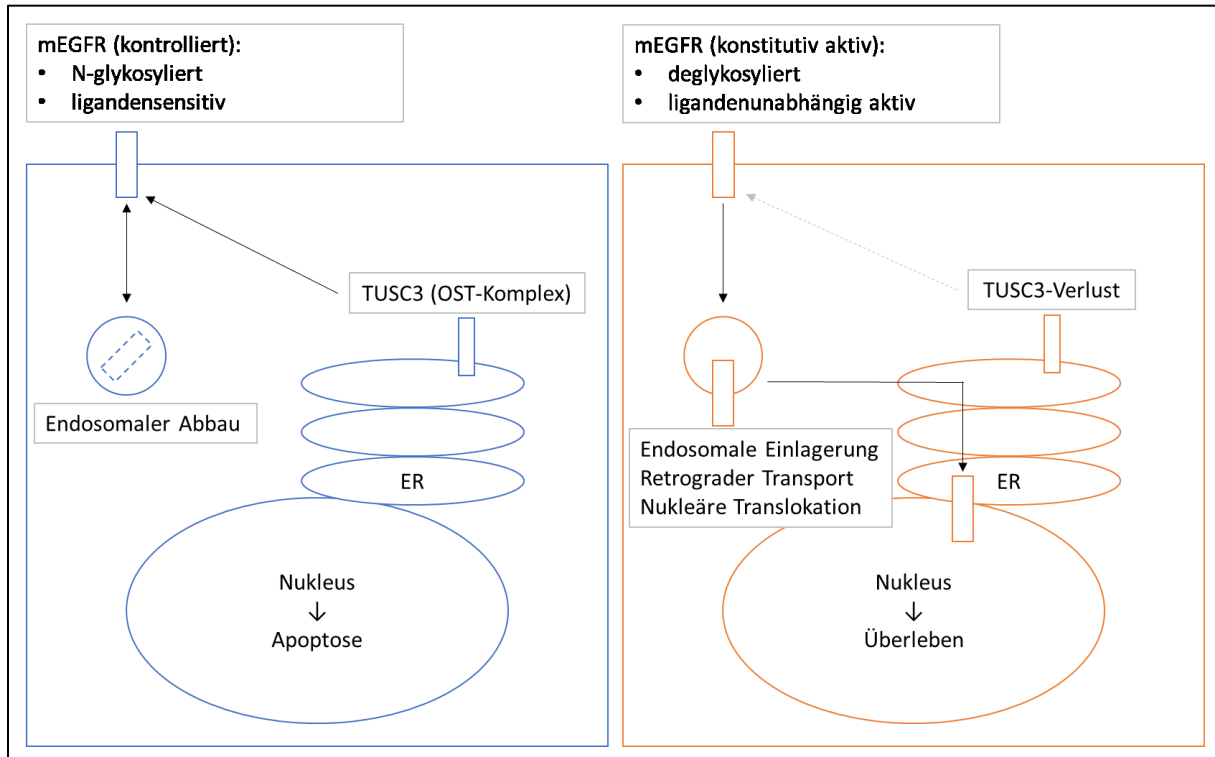 mEGFR (kontrolliert):
• N-glykosyliert
• ligandensensitiv
TUSC3 (OST-Komplex)
Endosomaler Abbau
ER
Nukleus
↓
Apoptose
mEGFR (konstitutiv aktiv):
• deglykosyliert
• ligandenunabhängig aktiv
TUSC3-Verlust
Endosomale Einlagerung
Retrograder Transport
Nukleäre Translokation
ER
Nukleus
↓
Überleben